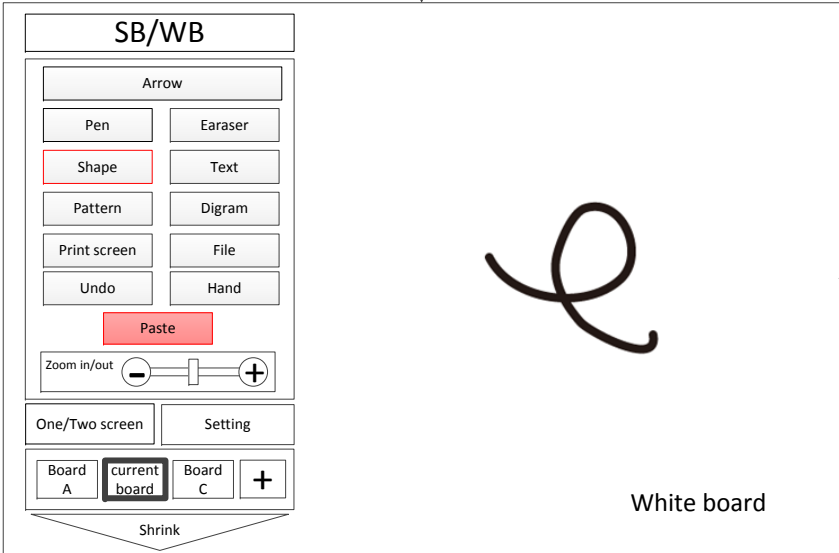 SB/WB
Arrow
Pen
Earaser
Shape
Text
Pattern
Digram
Print screen
File
Undo
Hand
Paste
Zoom in/out
-
+
One/Two screen
Setting
Board
A
current
board
Board
C
+
Shrink
White board